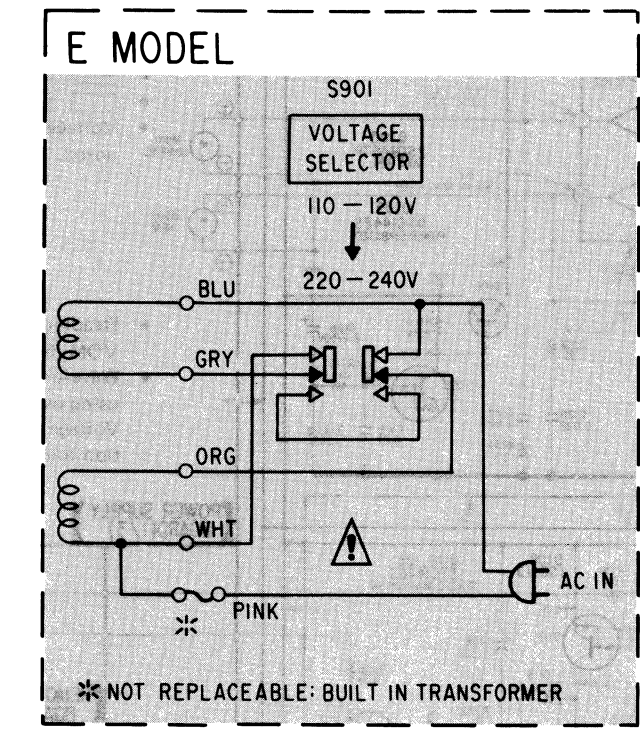 E MODEL
S901
VOLTAGE
SELECTOR
110 – 120V
220 – 240V
BLU
GRY
ORG
WHT
PINK
AC IN
NOT REPLACEABLE: BUILT IN TRANSFORMER